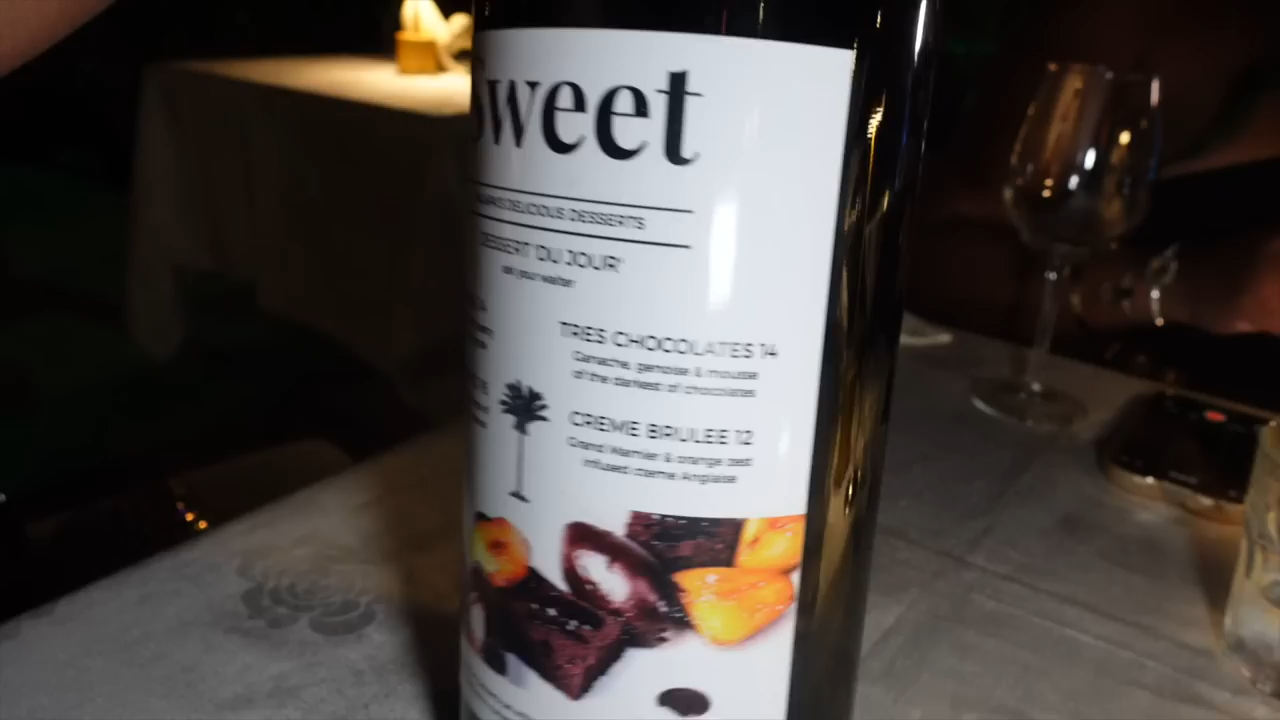 Sweet
DELICIOUS DESSERTS
DESSERT DU JOUR*
ask your waiter
TRES CHOCOLATES 14
Ganache, genoise & mousse
of the darkest of chocolates
CREME BRULEE 12
Grand Marnier & orange zest
infused creme Anglaise